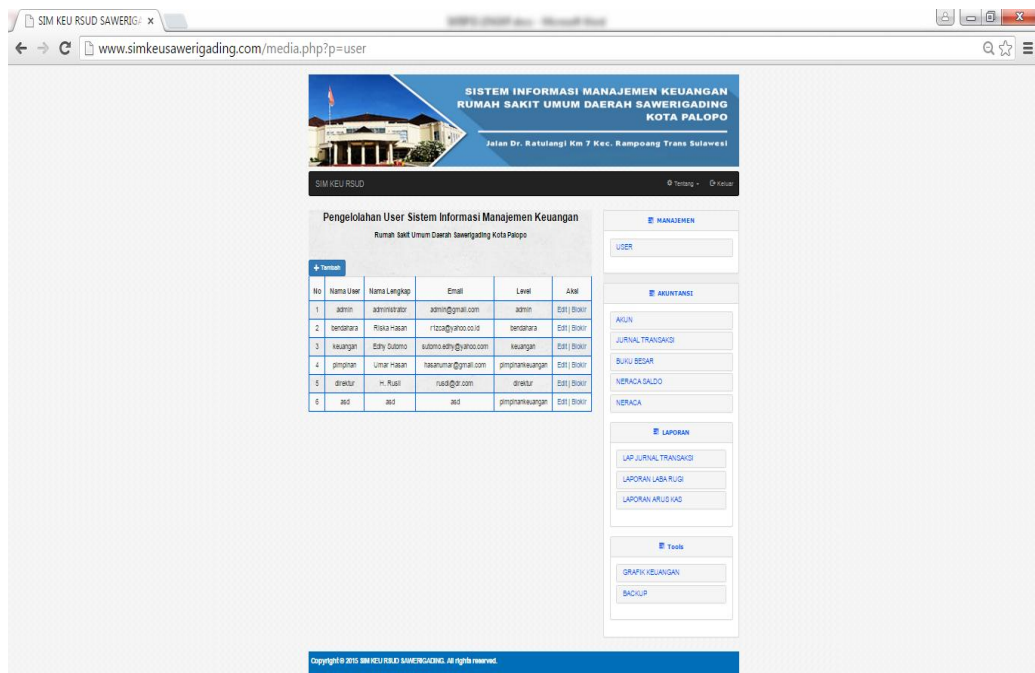 SIM KEU RSUD SAWERIGA
www.simkeusawerigading.com/media.php?p=user
SISTEM INFORMASI MANAJEMEN KEUANGAN
RUMAH SAKIT UMUM DAERAH SAWERIGADING
KOTA PALOPO
Jalan Dr. Ratulangi Km 7 Kec. Rampoang Trans Sulawesi
SIM KEU RSUD
Tentang
Keluar
Pengelolahan User Sistem Informasi Manajemen Keuangan
Rumah Sakit Umum Daerah Sawerigading Kota Palopo
+ Tambah
No Nama User Nama Lengkap Email Level Aksi
1 admin administrator admin@gmail.com admin Edit | Blokir
2 bendahara Riska Hasan r1zca@yahoo.co.id bendahara Edit | Blokir
3 keuangan Edhy Sutomo sutomo.edhy@yahoo.com keuangan Edit | Blokir
4 pimpinan Umar Hasan hasanumar@gmail.com pimpinankeuangan Edit | Blokir
5 direktur H. Rusli rusdi@dr.com direktur Edit | Blokir
6 asd asd asd pimpinankeuangan Edit | Blokir
MANAJEMEN
USER
AKUNTANSI
AKUN
JURNAL TRANSAKSI
BUKU BESAR
NERACA SALDO
NERACA
LAPORAN
LAP JURNAL TRANSAKSI
LAPORAN LABA RUGI
LAPORAN ARUS KAS
Tools
GRAFIK KEUANGAN
BACKUP
Copyright © 2015 SIM KEU RSUD SAWERIGADING. All rights reserved.